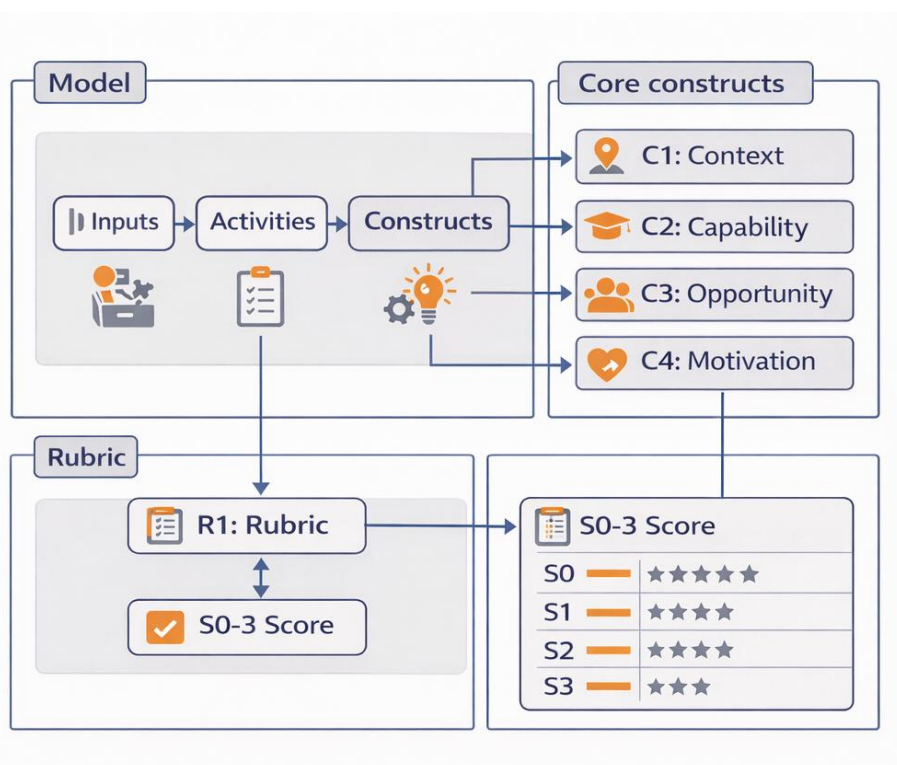 Model
Inputs
Activities
Constructs
Core constructs
C1: Context
C2: Capability
C3: Opportunity
C4: Motivation
Rubric
R1: Rubric
S0-3 Score
S0-3 Score
S0
S1
S2
S3